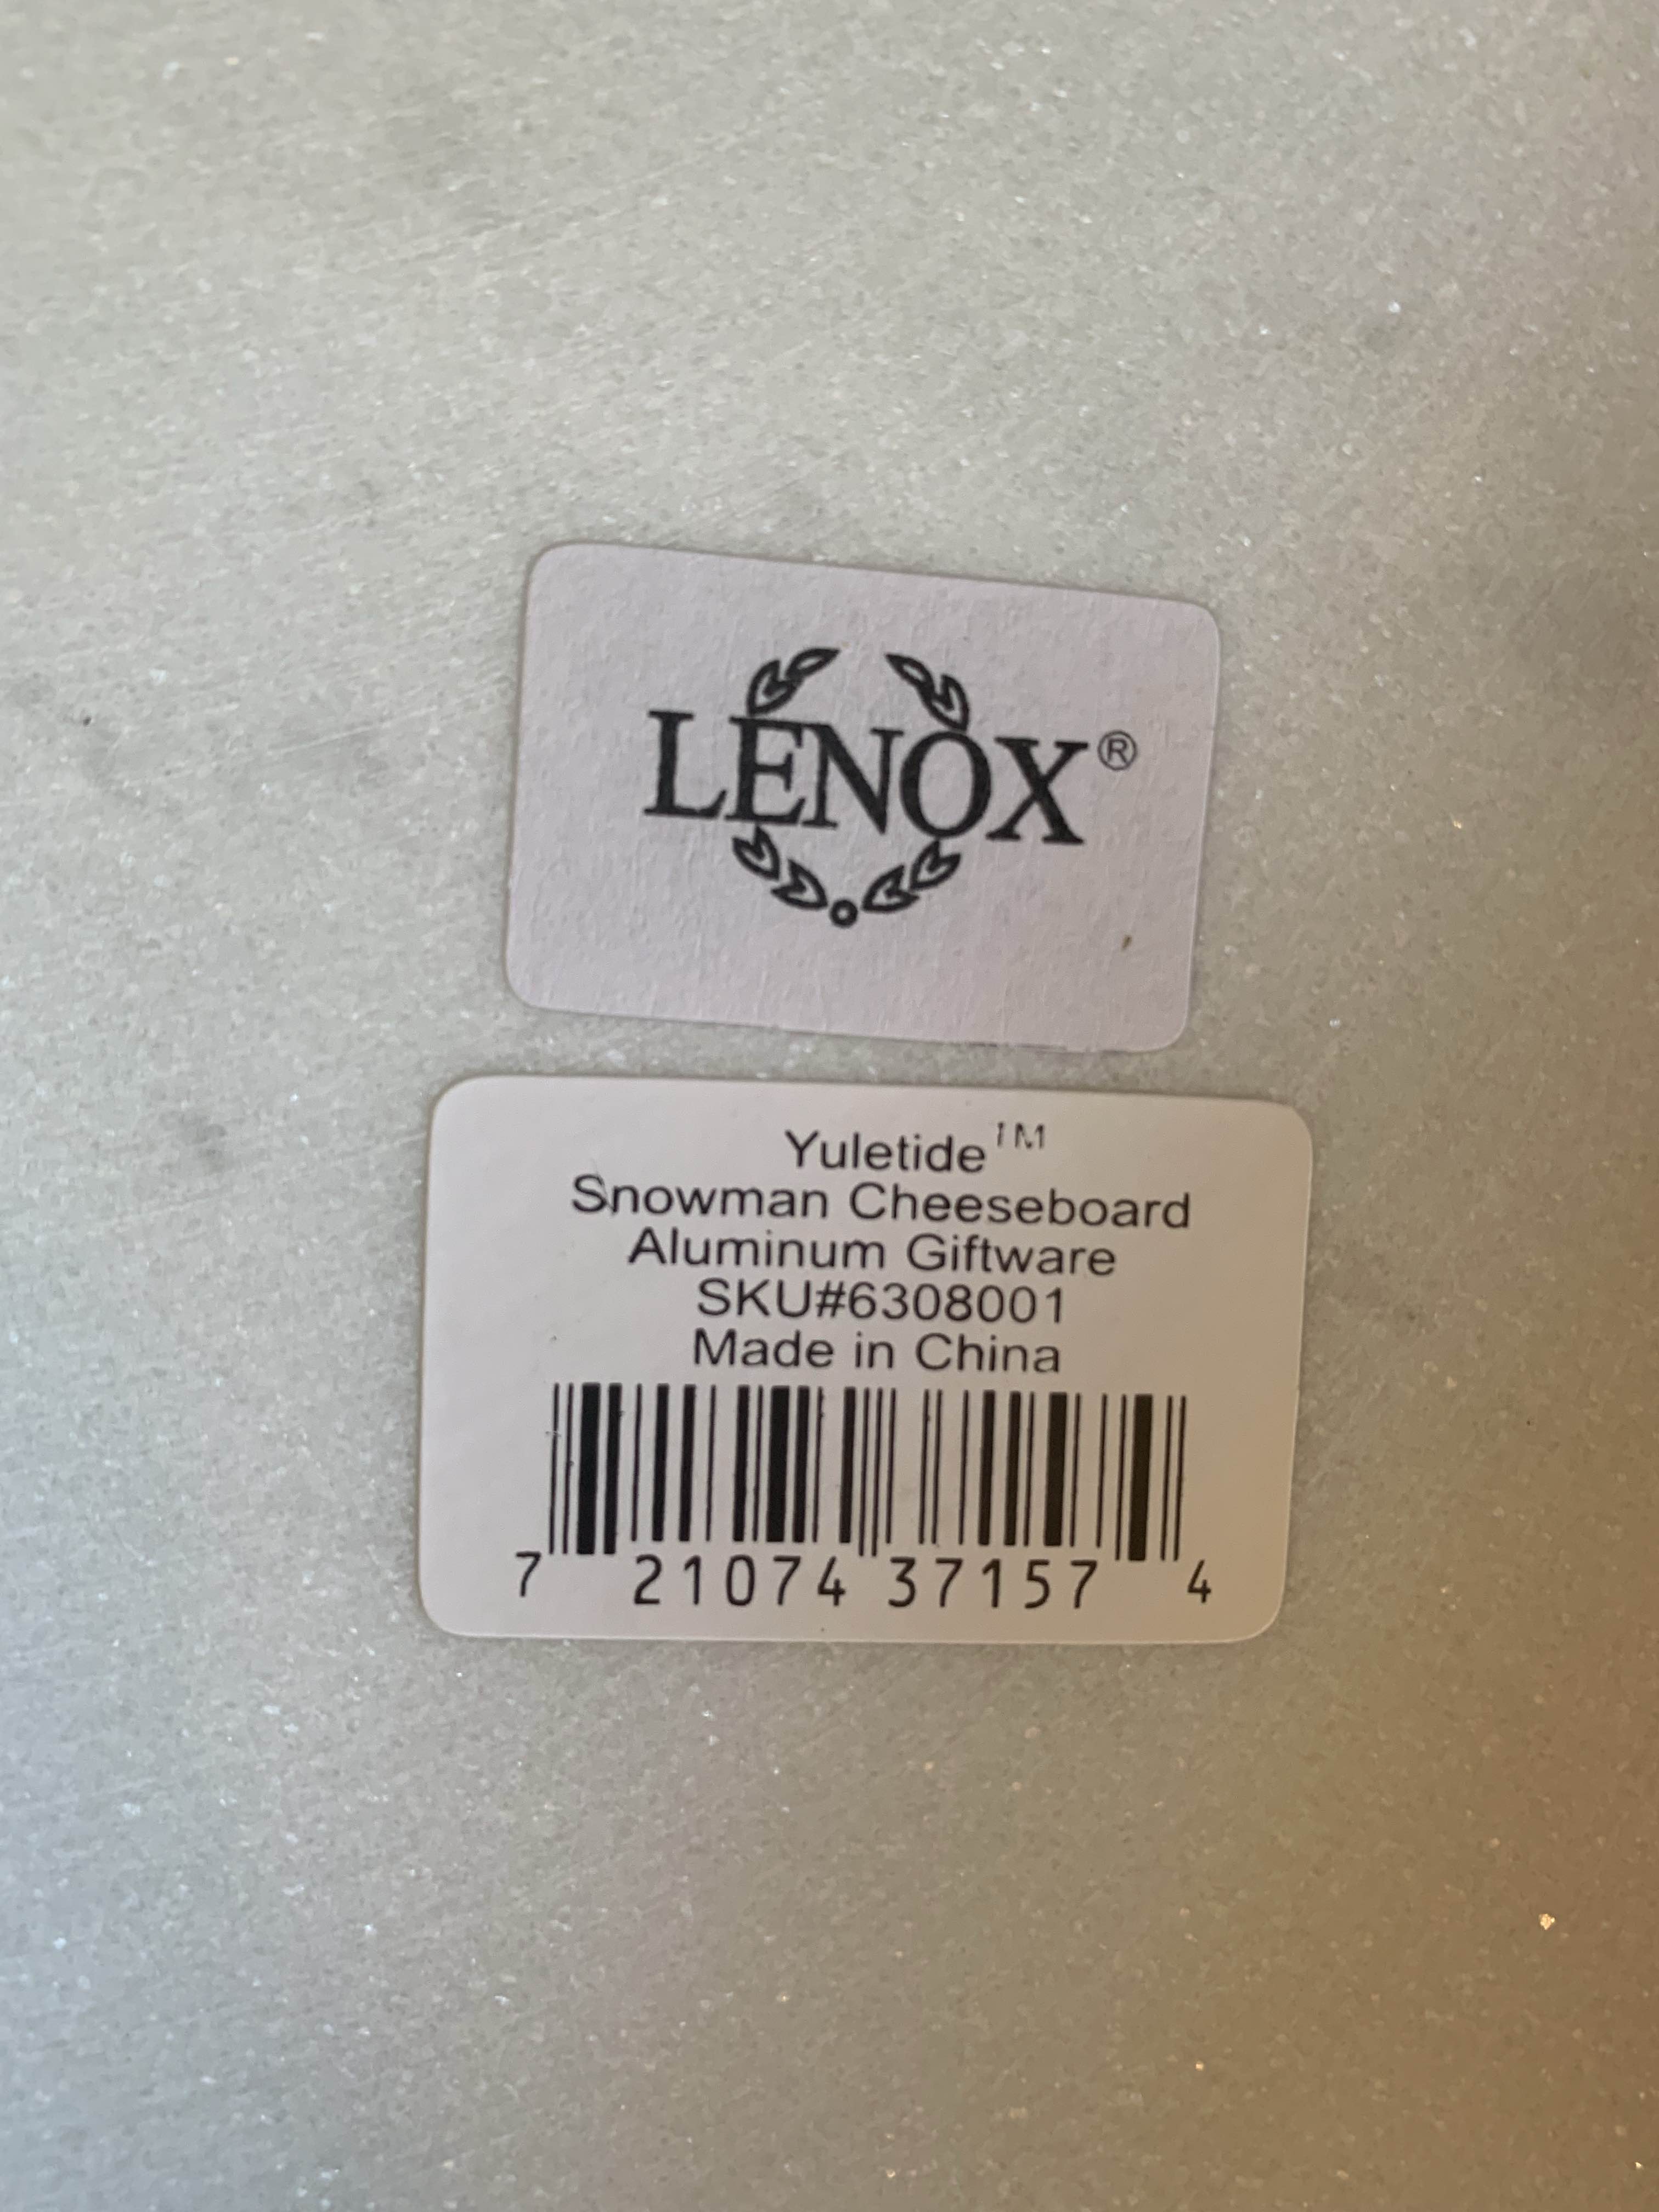 LENOX®
Yuletide™
Snowman Cheeseboard
Aluminum Giftware
SKU#6308001
Made in China
7 21074 37157 4